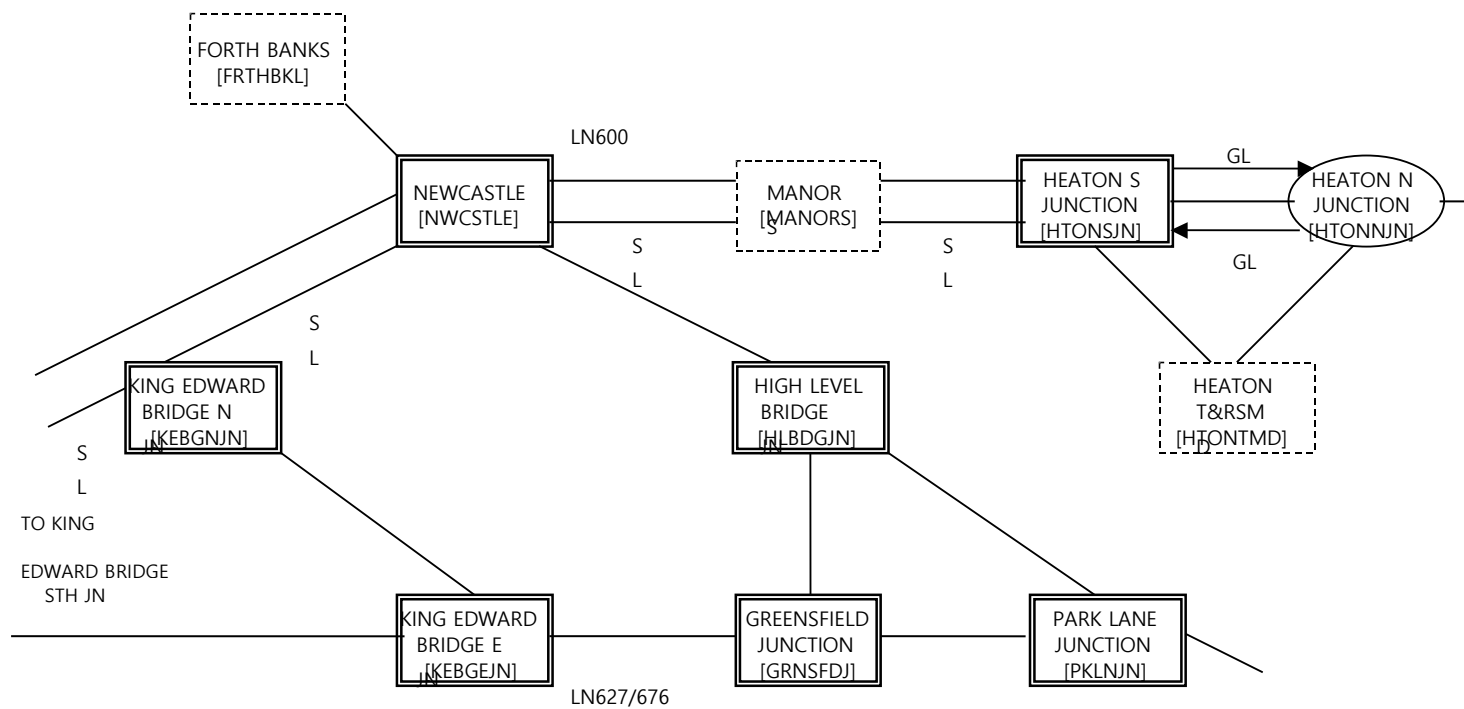 FORTH BANKS
[FRTHBKL]
LN600
NEWCASTLE
[NWCSTLE]
MANOR
[MANORS]
S
HEATON S
JUNCTION
[HTONSJN]
GL
HEATON N
JUNCTION
[HTONNJN]
GL
S
L
S
L
S
L
KING EDWARD
BRIDGE N
[KEBGNJN]
JN
HIGH LEVEL
BRIDGE
[HLBDGJN]
JN
HEATON
T&RSM
[HTONTMD]
D
S
L
TO KING
EDWARD BRIDGE
STH JN
KING EDWARD
BRIDGE E
[KEBGEJN]
JN
GREENSFIELD
JUNCTION
[GRNSFDJ]
PARK LANE
JUNCTION
[PKLNJN]
LN627/676